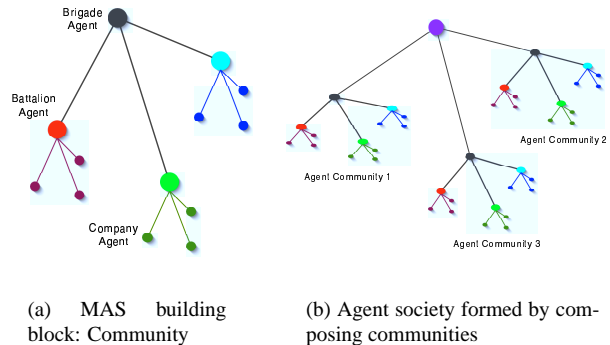 Brigade
Agent
Battalion
Agent
Company
Agent
Agent Community 1
Agent Community 2
Agent Community 3
(a) MAS building
block: Community
(b) Agent society formed by com-
posing communities